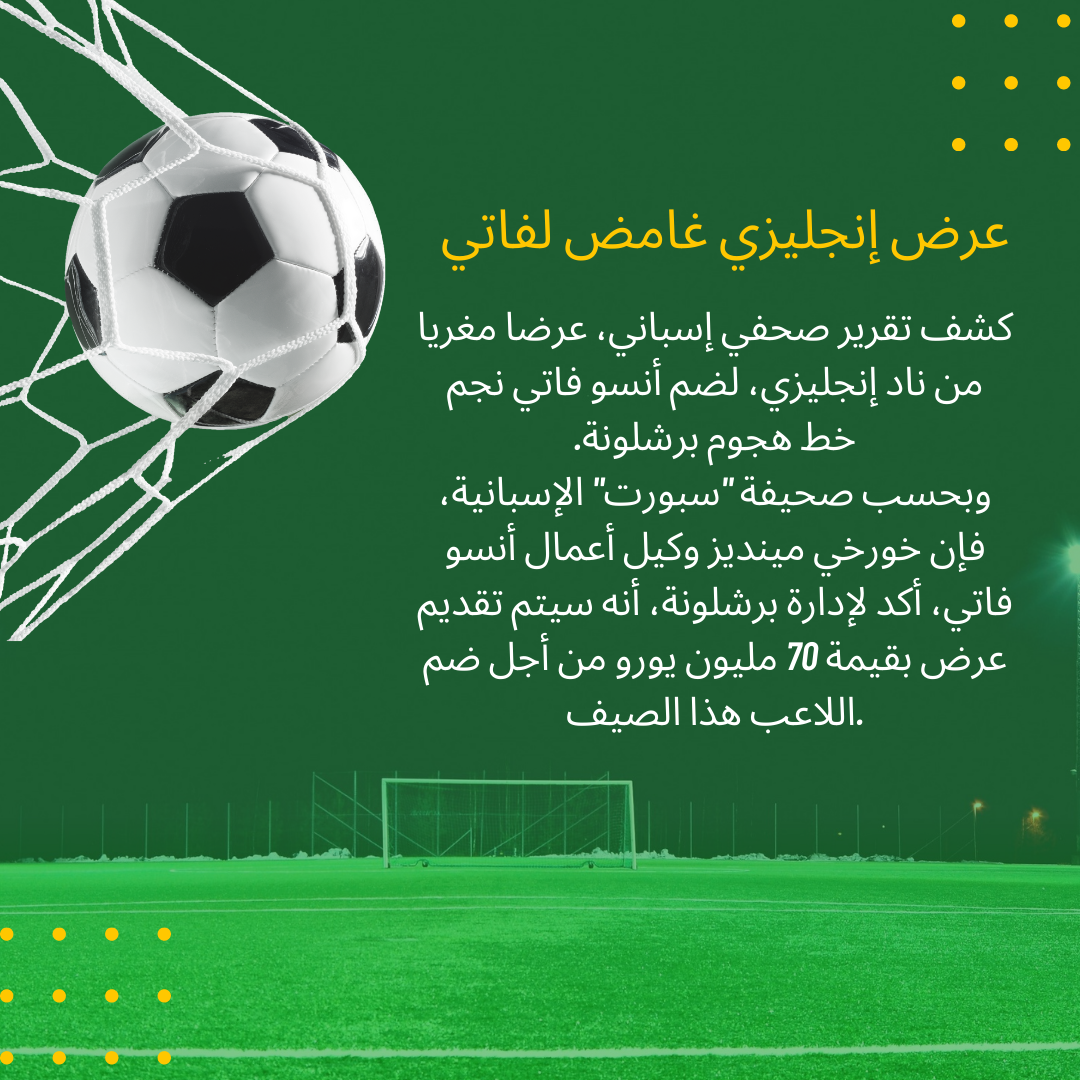 عرض إنجليزي غامض لفاتي
كشف تقرير صحفي إسباني، عرضا مغريا
من ناد إنجليزي، لضم أنسو فاتي نجم
خط هجوم برشلونة.
وبحسب صحيفة "سبورت" الإسبانية،
فإن خورخي مينديز وكيل أعمال أنسو
فاتي، أكد لإدارة برشلونة، أنه سيتم تقديم
عرض بقيمة 70 مليون يورو من أجل ضم
.اللاعب هذا الصيف